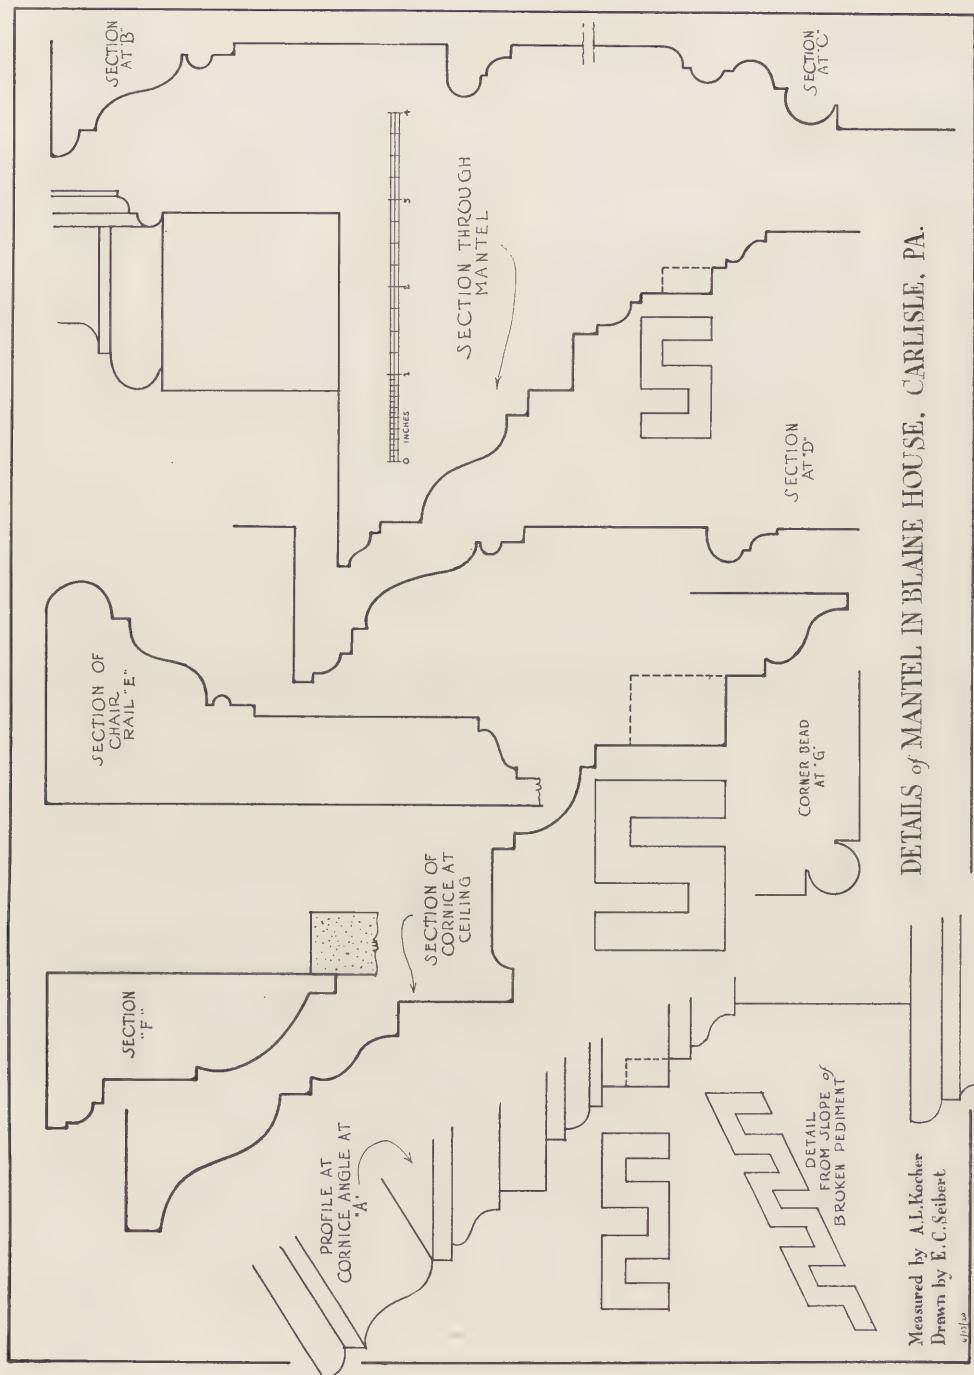 SECTION
AT "B"
SECTION
AT "C"
SECTION THROUGH
MANTEL
0 INCHES 1 2 3 4
SECTION OF
CHAIR
RAIL "E"
SECTION
AT "D"
SECTION
"F"
SECTION OF
CORNICE AT
CEILING
CORNER BEAD
AT "G"
PROFILE AT
CORNICE ANGLE AT
"A"
DETAIL
FROM SLOPE of
BROKEN PEDIMENT
DETAILS of MANTEL IN BLAINE HOUSE, CARLISLE, PA.
Measured by A.L.Kocher
Drawn by E.C.Seibert